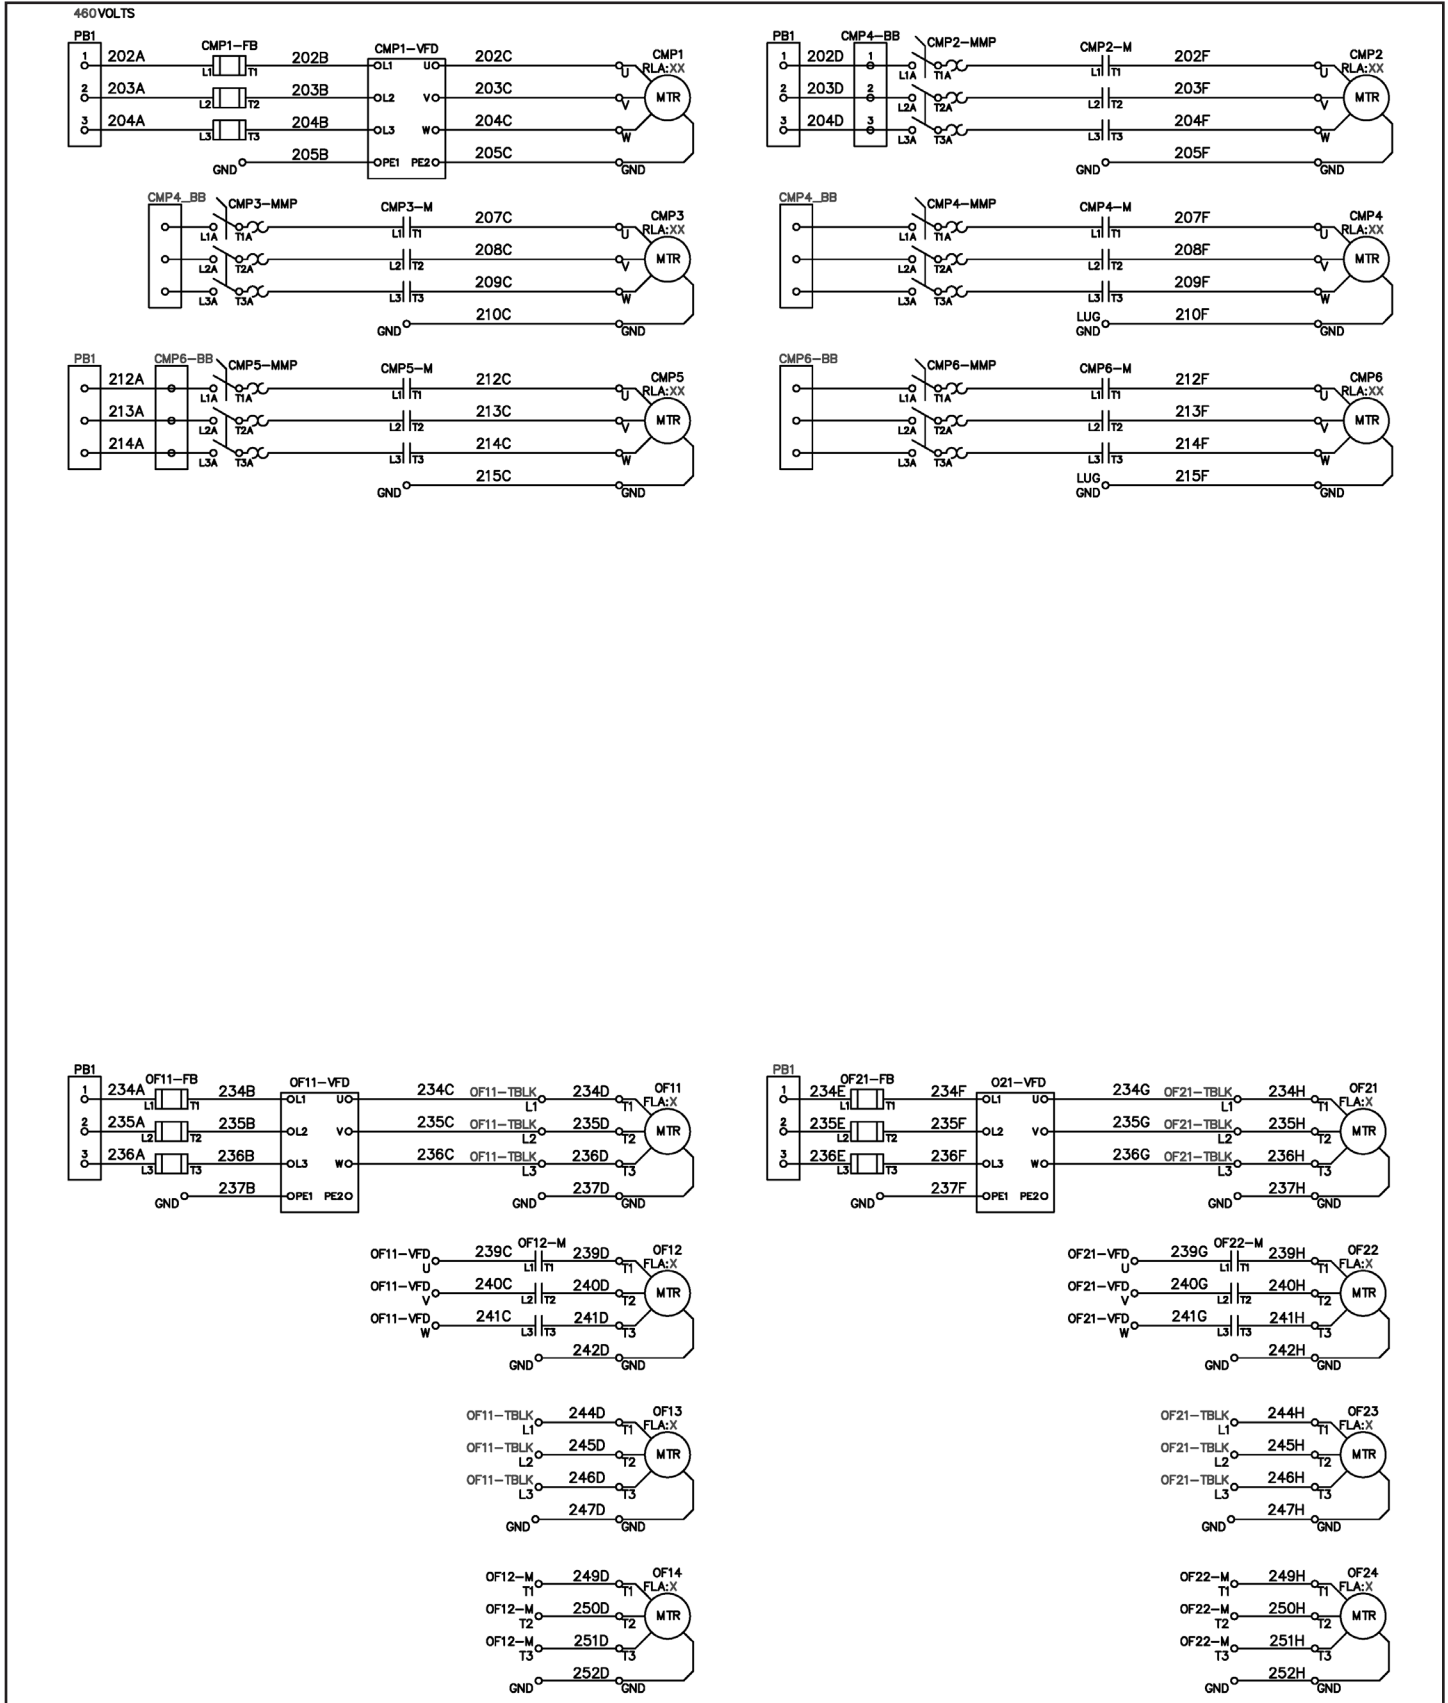 460VOLTS
PB1 CMP1-FB CMP1-VFD CMP1
RLA:XX
1 202A L1 T1 202B L1 U 202C U
2 203A L2 T2 203B L2 V 203C V MTR
3 204A L3 T3 204B L3 W 204C W
GND 205B PE1 PE2 205C GND
PB1 CMP4-BB CMP2-MMP CMP2-M CMP2
RLA:XX
1 202D 1 L1A T1A L1 T1 202F U
2 203D 2 L2A T2A L2 T2 203F V MTR
3 204D 3 L3A T3A L3 T3 204F W
GND 205F GND
CMP4_BB CMP3-MMP CMP3-M CMP3
RLA:XX
L1A T1A L1 T1 207C U
L2A T2A L2 T2 208C V MTR
L3A T3A L3 T3 209C W
GND 210C GND
CMP4_BB CMP4-MMP CMP4-M CMP4
RLA:XX
L1A T1A L1 T1 207F U
L2A T2A L2 T2 208F V MTR
L3A T3A L3 T3 209F W
LUG
GND 210F GND
PB1 CMP6-BB CMP5-MMP CMP5-M CMP5
RLA:XX
212A L1A T1A L1 T1 212C U
213A L2A T2A L2 T2 213C V MTR
214A L3A T3A L3 T3 214C W
GND 215C GND
CMP6-BB CMP6-MMP CMP6-M CMP6
RLA:XX
L1A T1A L1 T1 212F U
L2A T2A L2 T2 213F V MTR
L3A T3A L3 T3 214F W
LUG
GND 215F GND
PB1 OF11-FB OF11-VFD OF11
FLA:X
1 234A L1 T1 234B L1 U 234C OF11-TBLK L1 234D T1
2 235A L2 T2 235B L2 V 235C OF11-TBLK L2 235D T2 MTR
3 236A L3 T3 236B L3 W 236C OF11-TBLK L3 236D T3
GND 237B PE1 PE2 GND 237D GND
PB1 OF21-FB O21-VFD OF21
FLA:X
1 234E L1 T1 234F L1 U 234G OF21-TBLK L1 234H T1
2 235E L2 T2 235F L2 V 235G OF21-TBLK L2 235H T2 MTR
3 236E L3 T3 236F L3 W 236G OF21-TBLK L3 236H T3
GND 237F PE1 PE2 GND 237H GND
OF12-M OF12
FLA:X
OF11-VFD U 239C L1 T1 239D T1
OF11-VFD V 240C L2 T2 240D T2 MTR
OF11-VFD W 241C L3 T3 241D T3
GND 242D GND
OF22-M OF22
FLA:X
OF21-VFD U 239G L1 T1 239H T1
OF21-VFD V 240G L2 T2 240H T2 MTR
OF21-VFD W 241G L3 T3 241H T3
GND 242H GND
OF13
FLA:X
OF11-TBLK L1 244D T1
OF11-TBLK L2 245D T2 MTR
OF11-TBLK L3 246D T3
GND 247D GND
OF23
FLA:X
OF21-TBLK L1 244H T1
OF21-TBLK L2 245H T2 MTR
OF21-TBLK L3 246H T3
GND 247H GND
OF14
FLA:X
OF12-M T1 249D T1
OF12-M T2 250D T2 MTR
OF12-M T3 251D T3
GND 252D GND
OF24
FLA:X
OF22-M T1 249H T1
OF22-M T2 250H T2 MTR
OF22-M T3 251H T3
GND 252H GND